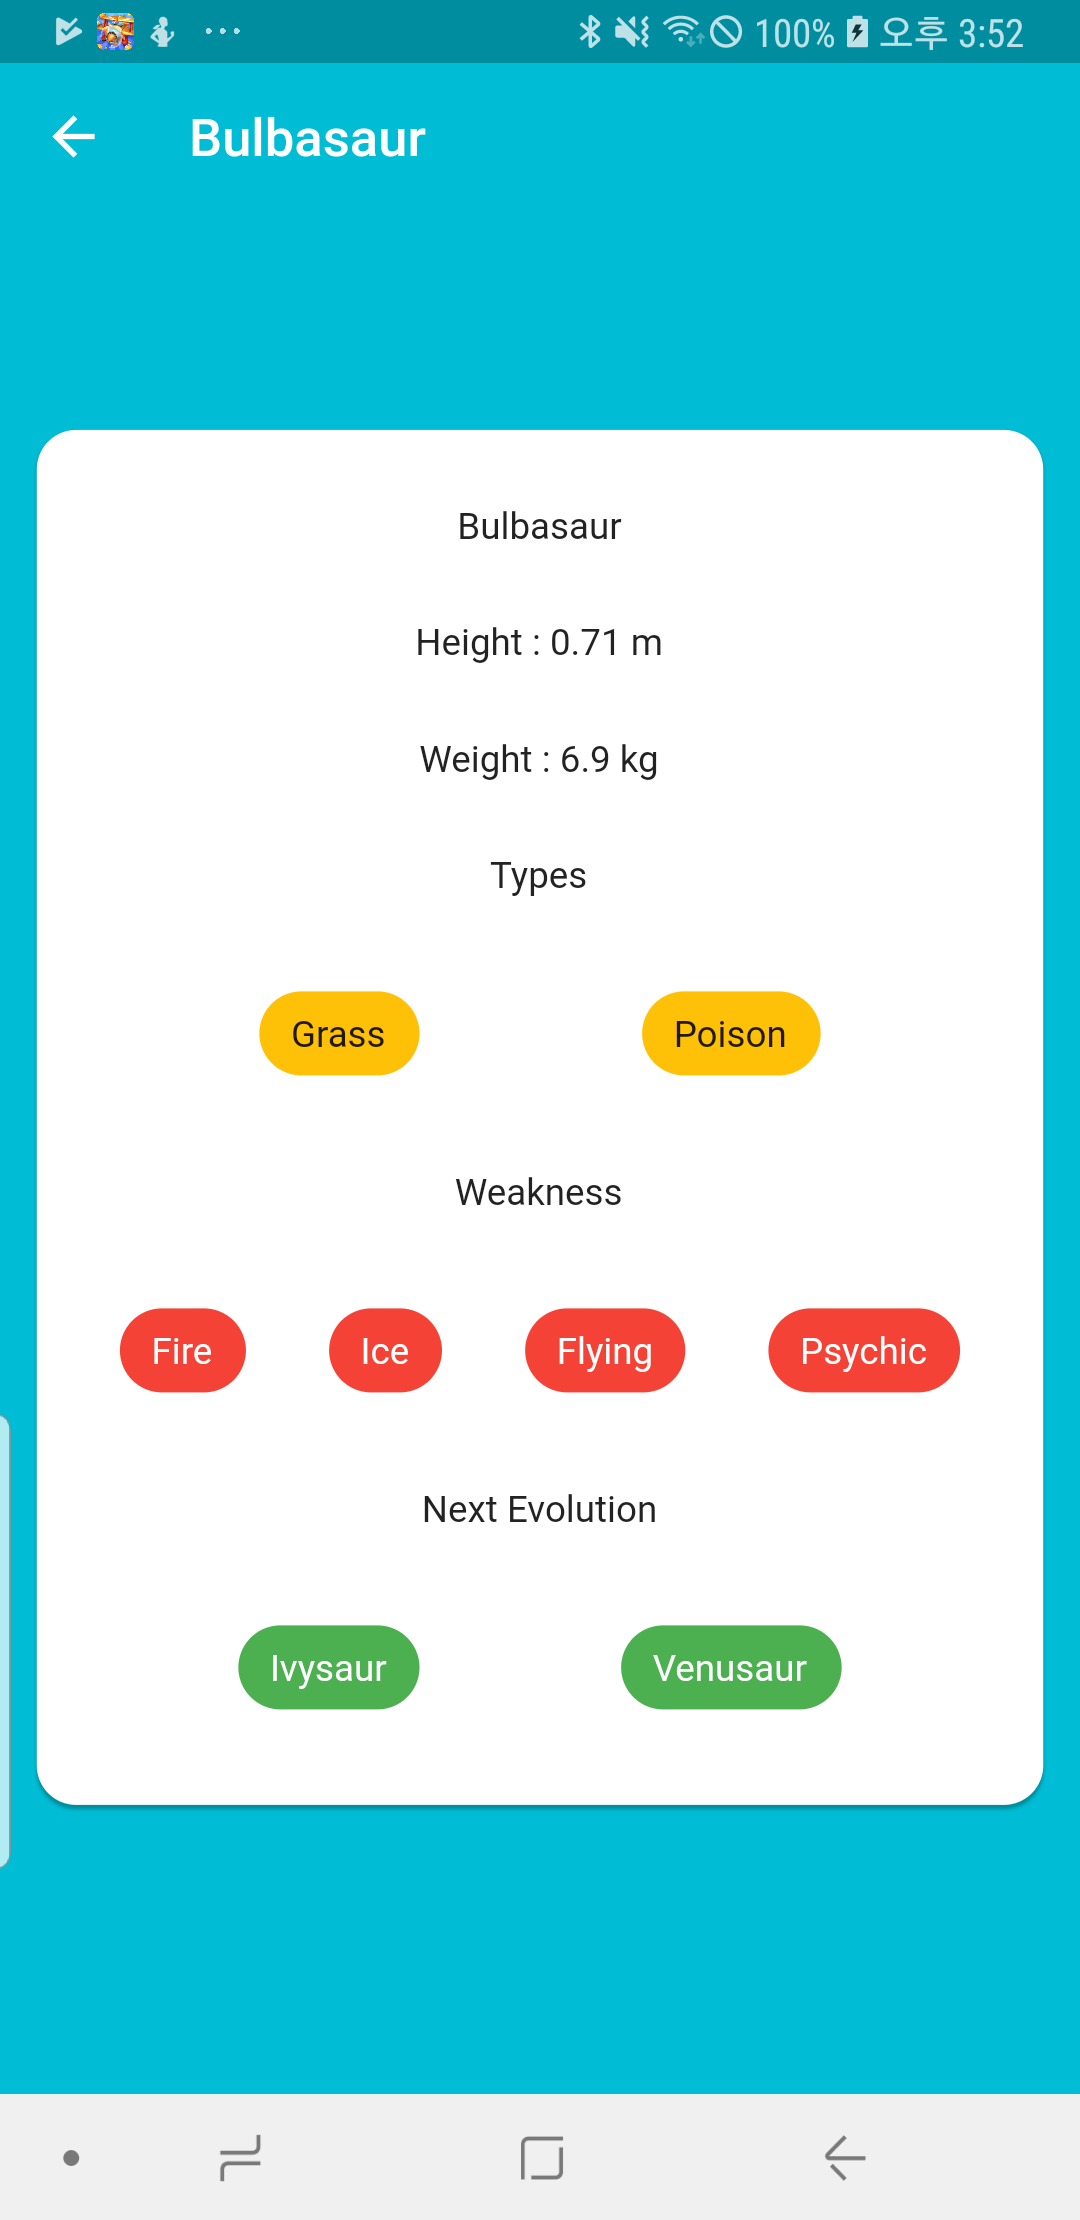 100% 오후 3:52
Bulbasaur
Bulbasaur
Height : 0.71 m
Weight : 6.9 kg
Types
Grass Poison
Weakness
Fire Ice Flying Psychic
Next Evolution
Ivysaur Venusaur